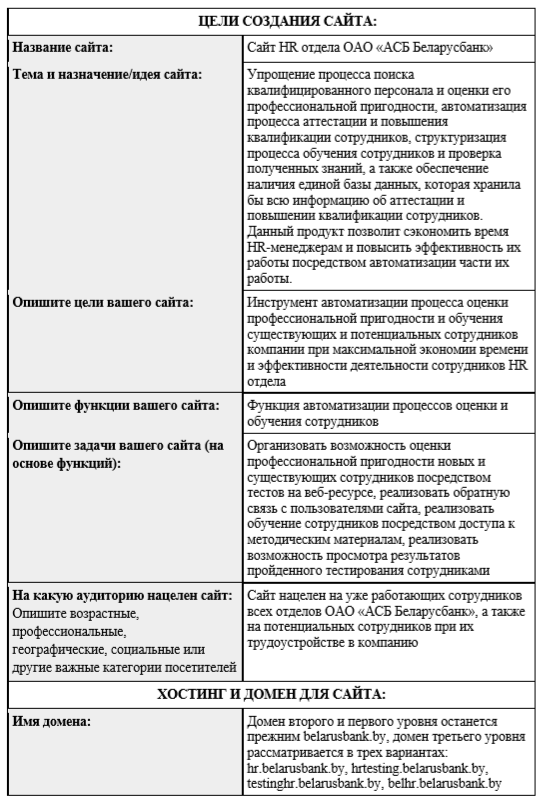 ЦЕЛИ СОЗДАНИЯ САЙТА:
Название сайта:
Сайт HR отдела ОАО «АСБ Беларусбанк»
Тема и назначение/идея сайта:
Упрощение процесса поиска
квалифицированного персонала и оценки его
профессиональной пригодности, автоматизация
процесса аттестации и повышения
квалификации сотрудников, структуризация
процесса обучения сотрудников и проверка
полученных знаний, а также обеспечение
наличия единой базы данных, которая хранила
бы всю информацию об аттестации и
повышении квалификации сотрудников.
Данный продукт позволит сэкономить время
HR-менеджерам и повысить эффективность их
работы посредством автоматизации части их
работы.
Опишите цели вашего сайта:
Инструмент автоматизации процесса оценки
профессиональной пригодности и обучения
существующих и потенциальных сотрудников
компании при максимальной экономии времени
и эффективности деятельности сотрудников HR
отдела
Опишите функции вашего сайта:
Функция автоматизации процессов оценки и
обучения сотрудников
Опишите задачи вашего сайта (на
основе функций):
Организовать возможность оценки
профессиональной пригодности новых и
существующих сотрудников посредством
тестов на веб-ресурсе, реализовать обратную
связь с пользователями сайта, реализовать
обучение сотрудников посредством доступа к
методическим материалам, реализовать
возможность просмотра результатов
пройденного тестирования сотрудниками
На какую аудиторию нацелен сайт:
Опишите возрастные,
профессиональные,
географические, социальные или
другие важные категории посетителей
Сайт нацелен на уже работающих сотрудников
всех отделов ОАО «АСБ Беларусбанк», а также
на потенциальных сотрудников при их
трудоустройстве в компанию
ХОСТИНГ И ДОМЕН ДЛЯ САЙТА:
Имя домена:
Домен второго и первого уровня останется
прежним belarusbank.by, домен третьего уровня
рассматривается в трех вариантах:
hr.belarusbank.by, hrtesting.belarusbank.by,
testinghr.belarusbank.by, belhr.belarusbank.by